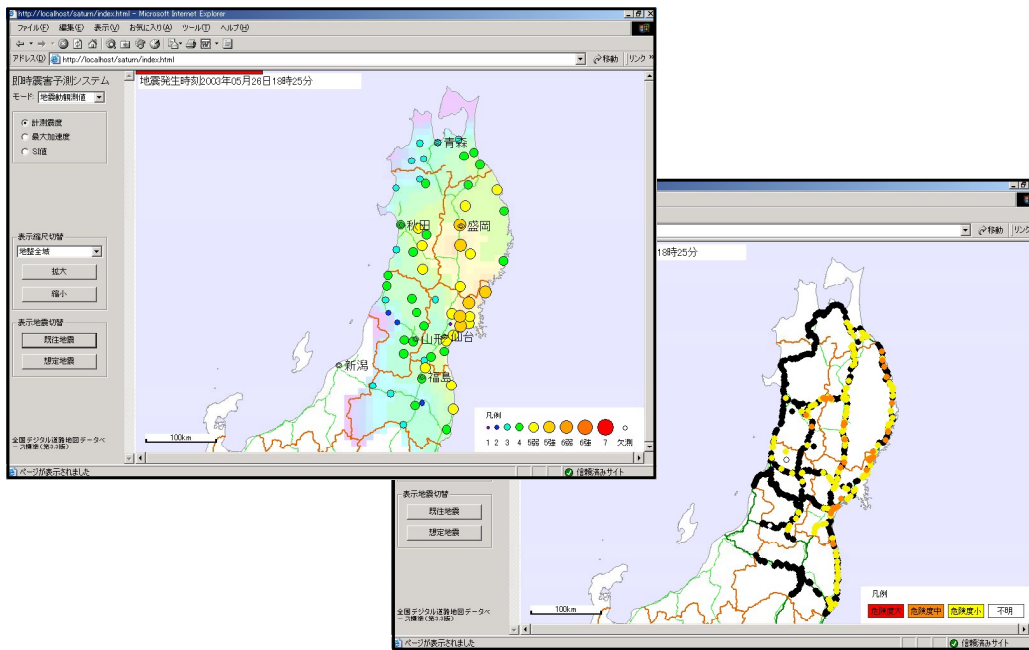 http://localhost/saturn/index.html - Microsoft Internet Explorer
ファイル(F) 編集(E) 表示(V) お気に入り(A) ツール(T) ヘルプ(H)
アドレス(D) http://localhost/saturn/index.html 移動 リンク »
即時震害予測システム
モード: 地震動観測値
計測震度
最大加速度
SI値
表示縮尺切替
地整全域
拡大
縮小
表示地震切替
既往地震
想定地震
全国デジタル道路地図データベ
ース標準(第3.3版)
地震発生時刻2003年05月26日18時25分
青森
秋田
盛岡
山形
仙台
新潟
福島
100km
凡例
1 2 3 4 5弱 5強 6弱 6強 7 欠測
ページが表示されました
信頼済みサイト
移動 リンク
18時25分
表示地震切替
既往地震
想定地震
全国デジタル道路地図データベ
ース標準(第3.3版)
100km
凡例
危険度大 危険度中 危険度小 不明
ページが表示されました
信頼済みサイト